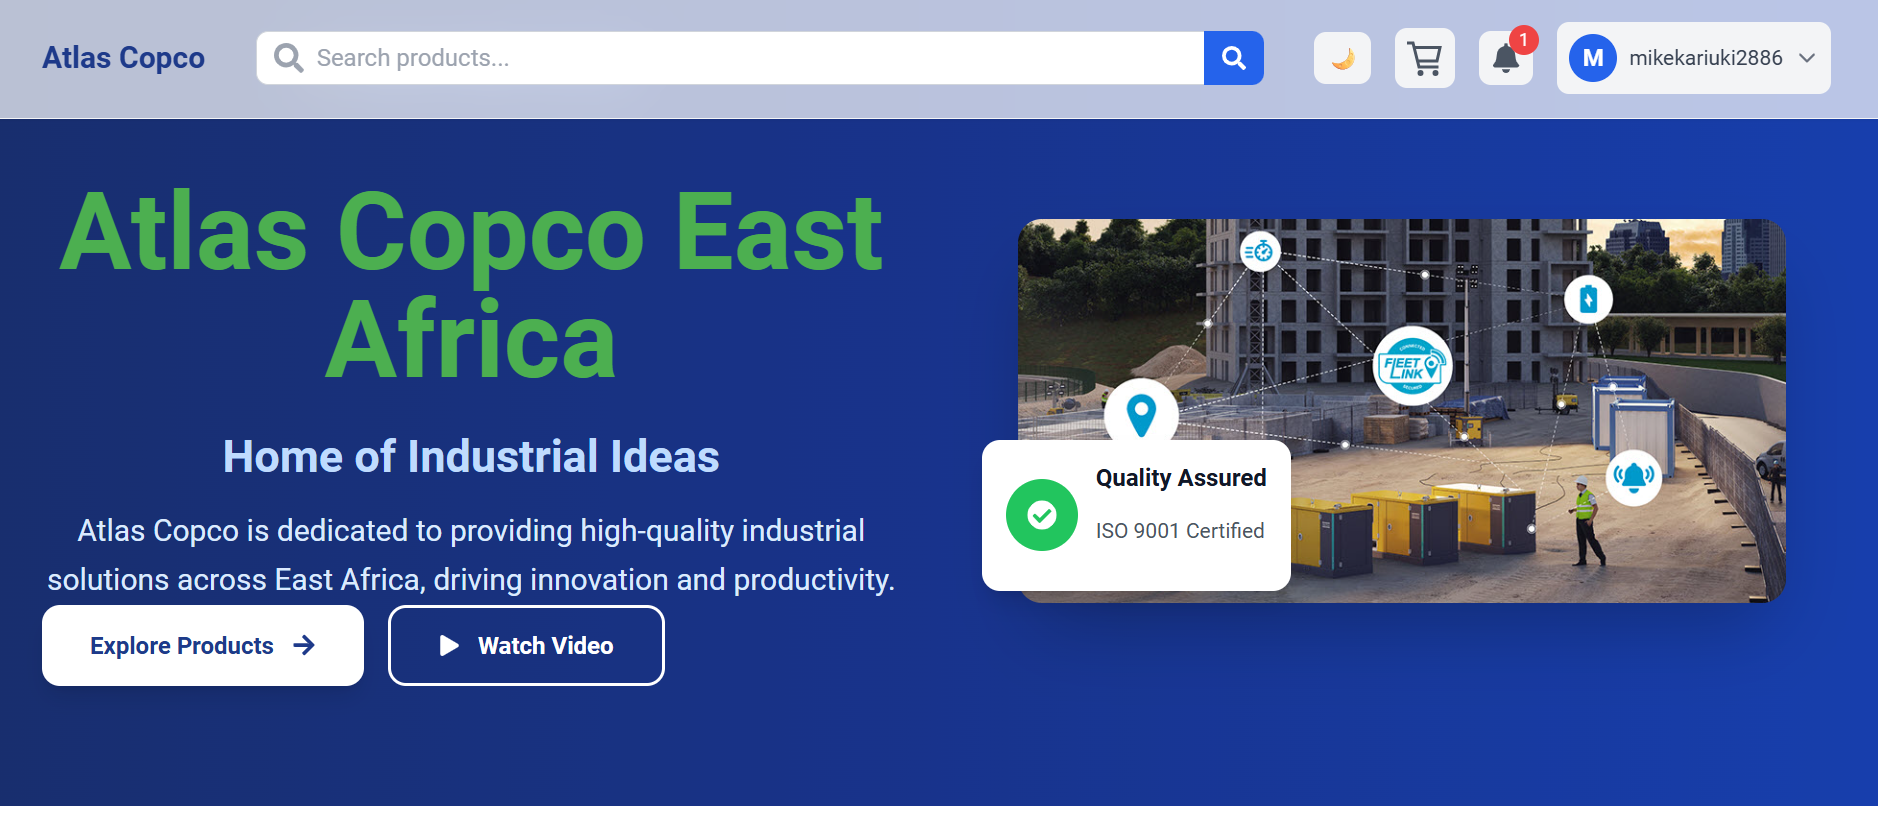 Atlas Copco
Search products...
1
M
mikekariuki2886
Atlas Copco East
Africa
Home of Industrial Ideas
Atlas Copco is dedicated to providing high-quality industrial
solutions across East Africa, driving innovation and productivity.
Explore Products
Watch Video
CONNECTED
FLEET
LINK
SECURED
Quality Assured
ISO 9001 Certified